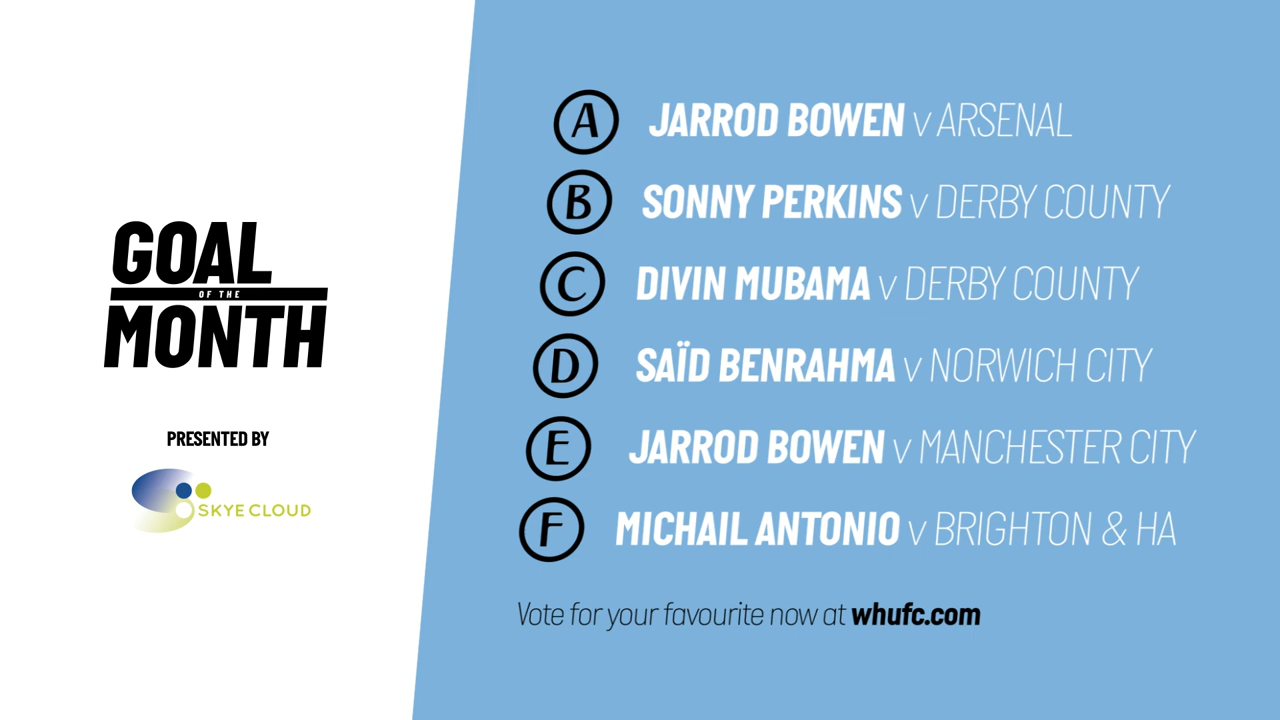 GOAL
OF THE
MONTH
PRESENTED BY
SKYE CLOUD
A JARROD BOWEN v ARSENAL
B SONNY PERKINS v DERBY COUNTY
C DIVIN MUBAMA v DERBY COUNTY
D SAÏD BENRAHMA v NORWICH CITY
E JARROD BOWEN v MANCHESTER CITY
F MICHAIL ANTONIO v BRIGHTON & HA
Vote for your favourite now at whufc.com